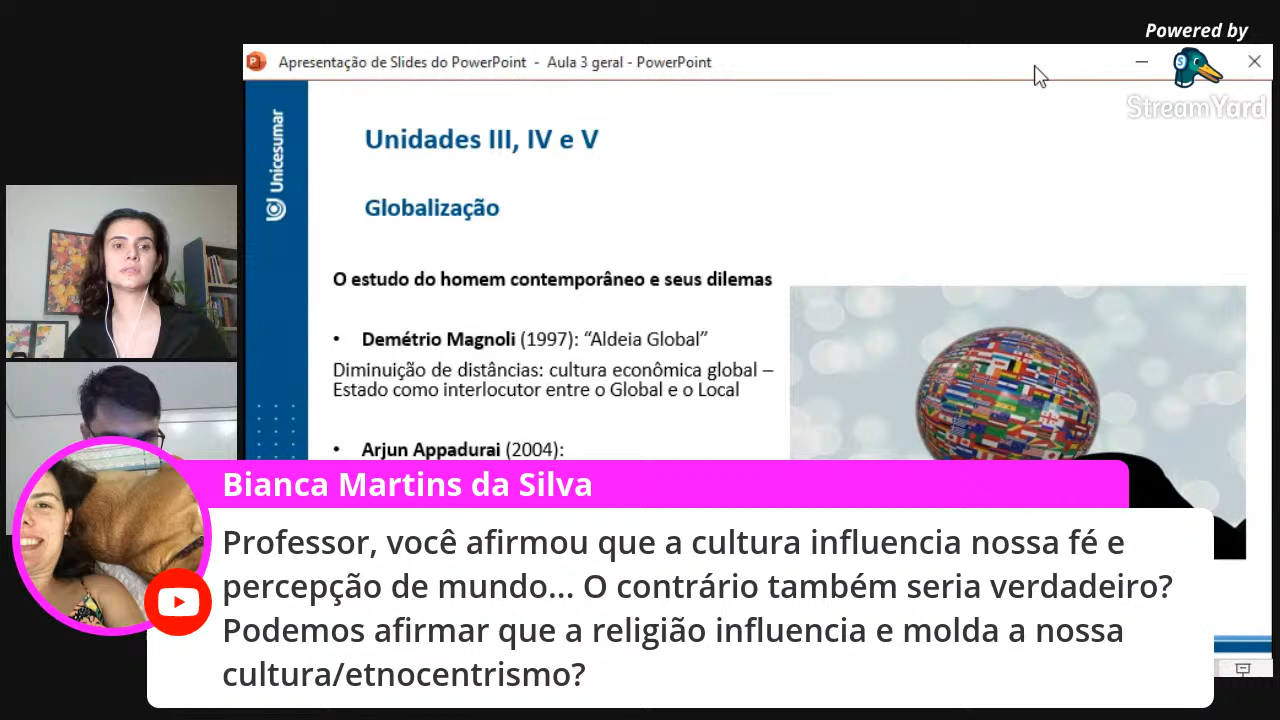 Powered by
StreamYard
Apresentação de Slides do PowerPoint - Aula 3 geral - PowerPoint
Unicesumar
Unidades III, IV e V
Globalização
O estudo do homem contemporâneo e seus dilemas
• Demétrio Magnoli (1997): “Aldeia Global”
Diminuição de distâncias: cultura econômica global –
Estado como interlocutor entre o Global e o Local
• Arjun Appadurai (2004):
Bianca Martins da Silva
Professor, você afirmou que a cultura influencia nossa fé e
percepção de mundo... O contrário também seria verdadeiro?
Podemos afirmar que a religião influencia e molda a nossa
cultura/etnocentrismo?